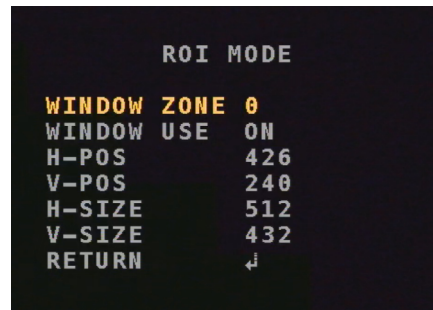 ROI MODE
WINDOW ZONE 0
WINDOW USE ON
H-POS 426
V-POS 240
H-SIZE 512
V-SIZE 432
RETURN ↲